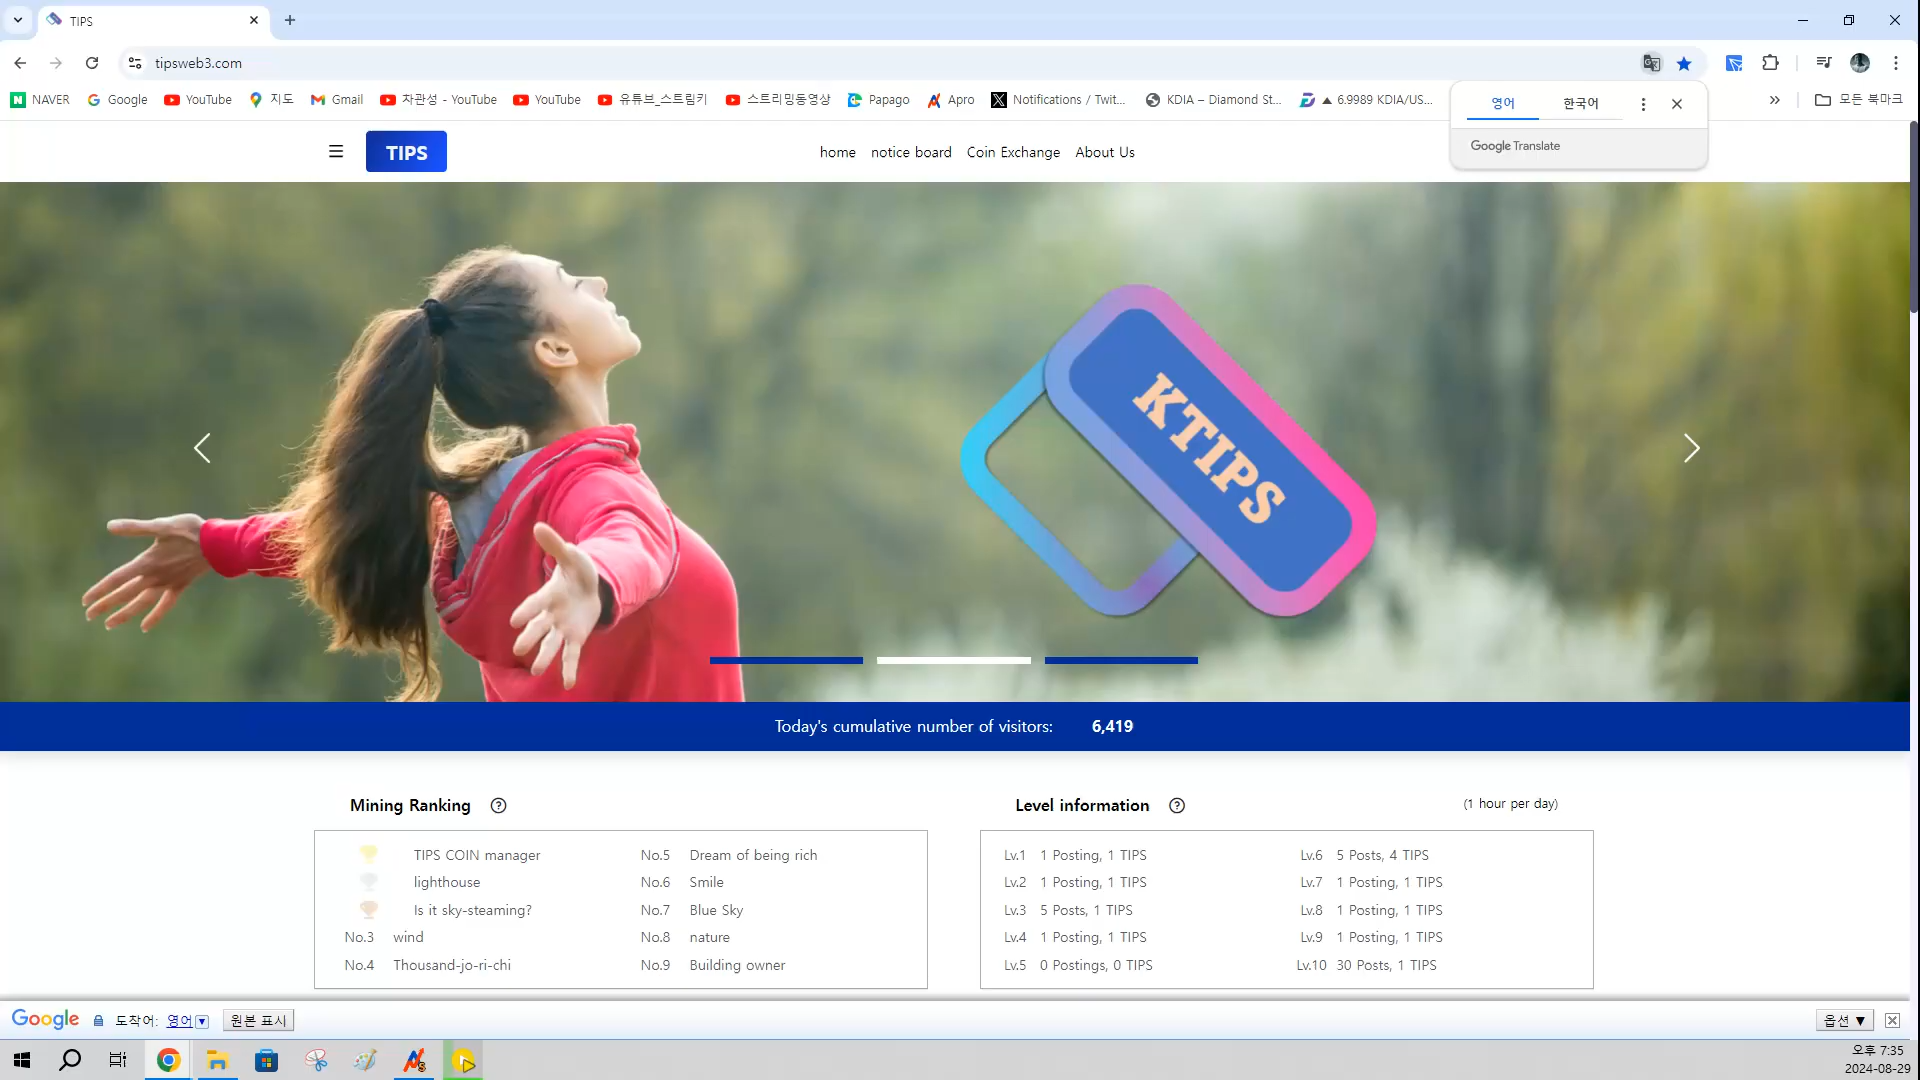 TIPS
tipsweb3.com
NAVER
Google
YouTube
지도
Gmail
차관성 - YouTube
YouTube
유튜브_스트림키
스트리밍동영상
Papago
Apro
Notifications / Twit...
KDIA – Diamond St...
▲ 6.9989 KDIA/US...
모든 북마크
영어
한국어
Google Translate
TIPS
home
notice board
Coin Exchange
About Us
KTIPS
Today's cumulative number of visitors: 6,419
Mining Ranking
TIPS COIN manager
lighthouse
Is it sky-steaming?
No.3 wind
No.4 Thousand-jo-ri-chi
No.5 Dream of being rich
No.6 Smile
No.7 Blue Sky
No.8 nature
No.9 Building owner
Level information
(1 hour per day)
Lv.1 1 Posting, 1 TIPS
Lv.2 1 Posting, 1 TIPS
Lv.3 5 Posts, 1 TIPS
Lv.4 1 Posting, 1 TIPS
Lv.5 0 Postings, 0 TIPS
Lv.6 5 Posts, 4 TIPS
Lv.7 1 Posting, 1 TIPS
Lv.8 1 Posting, 1 TIPS
Lv.9 1 Posting, 1 TIPS
Lv.10 30 Posts, 1 TIPS
Google
도착어: 영어
원본 표시
옵션 ▼
오후 7:35
2024-08-29